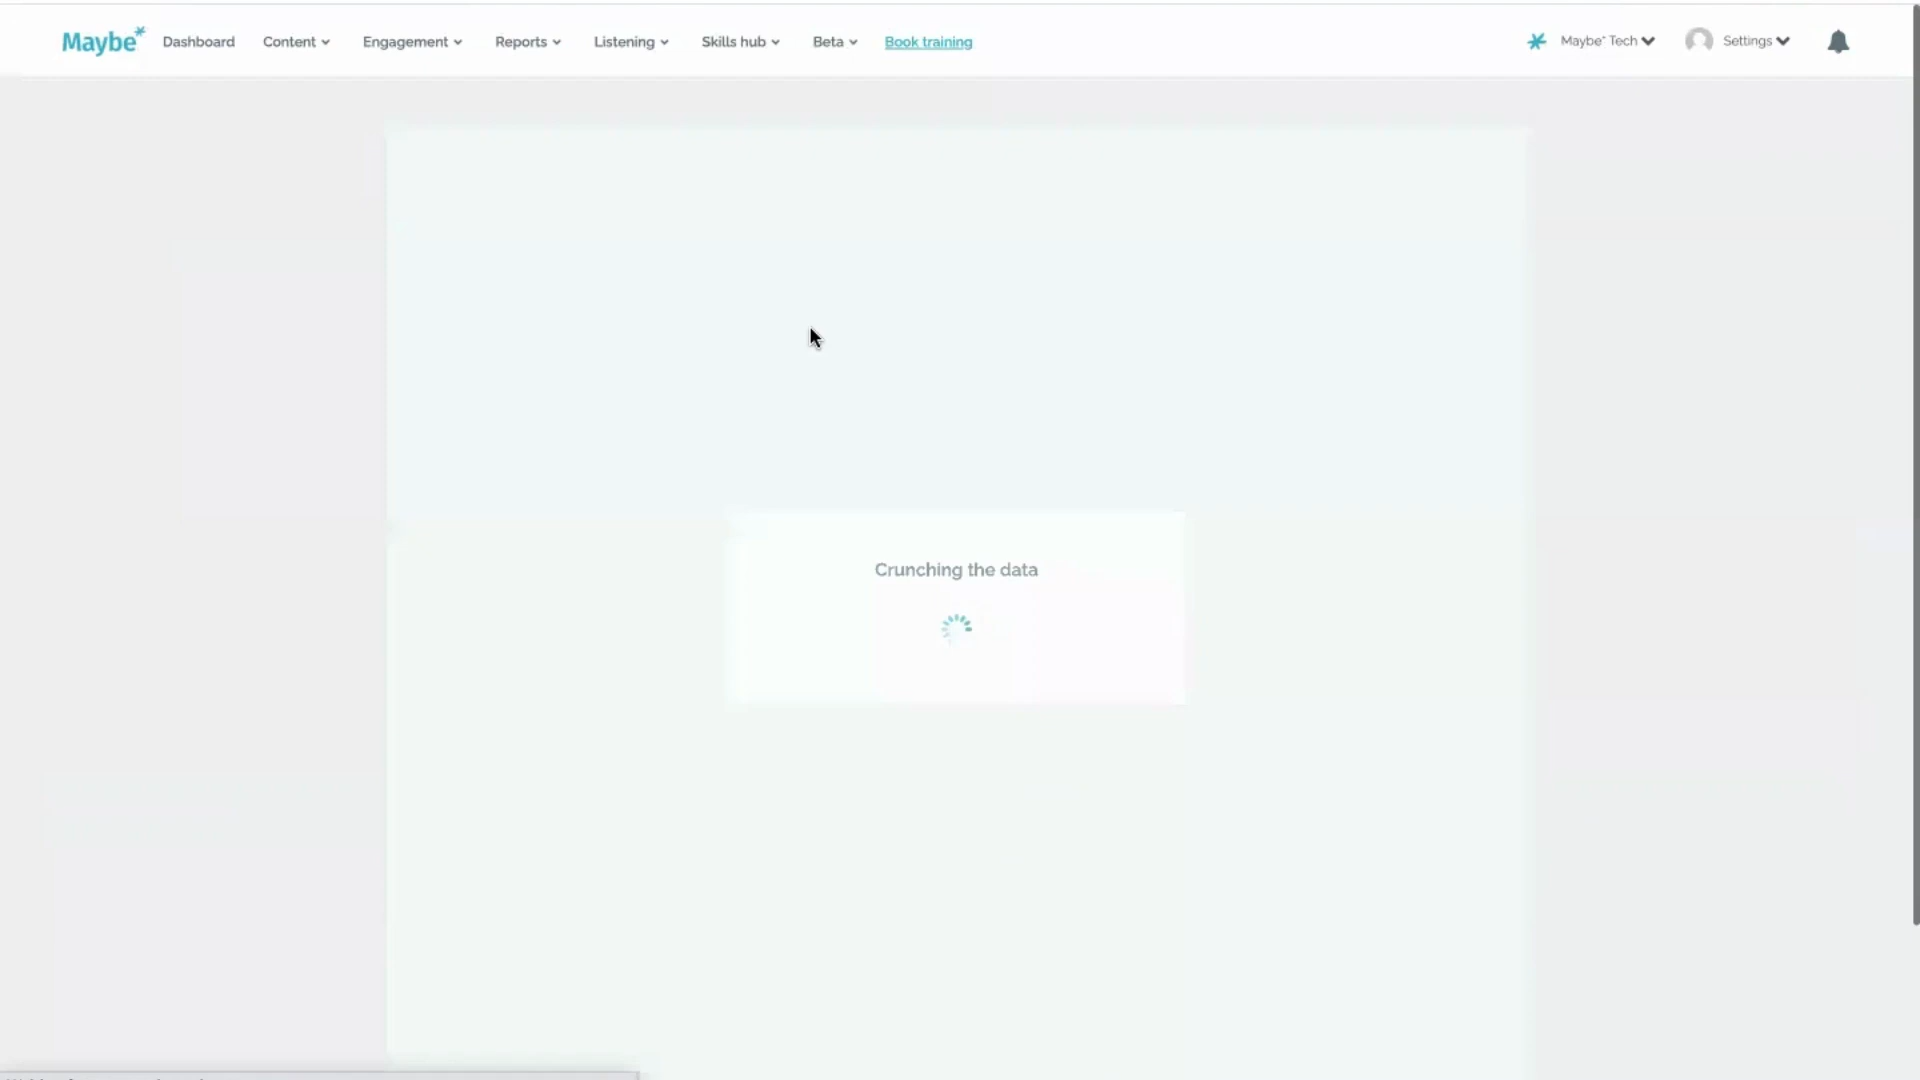 Maybe*
Dashboard Content Engagement Reports Listening Skills hub Beta Book training
Maybe* Tech Settings
Crunching the data